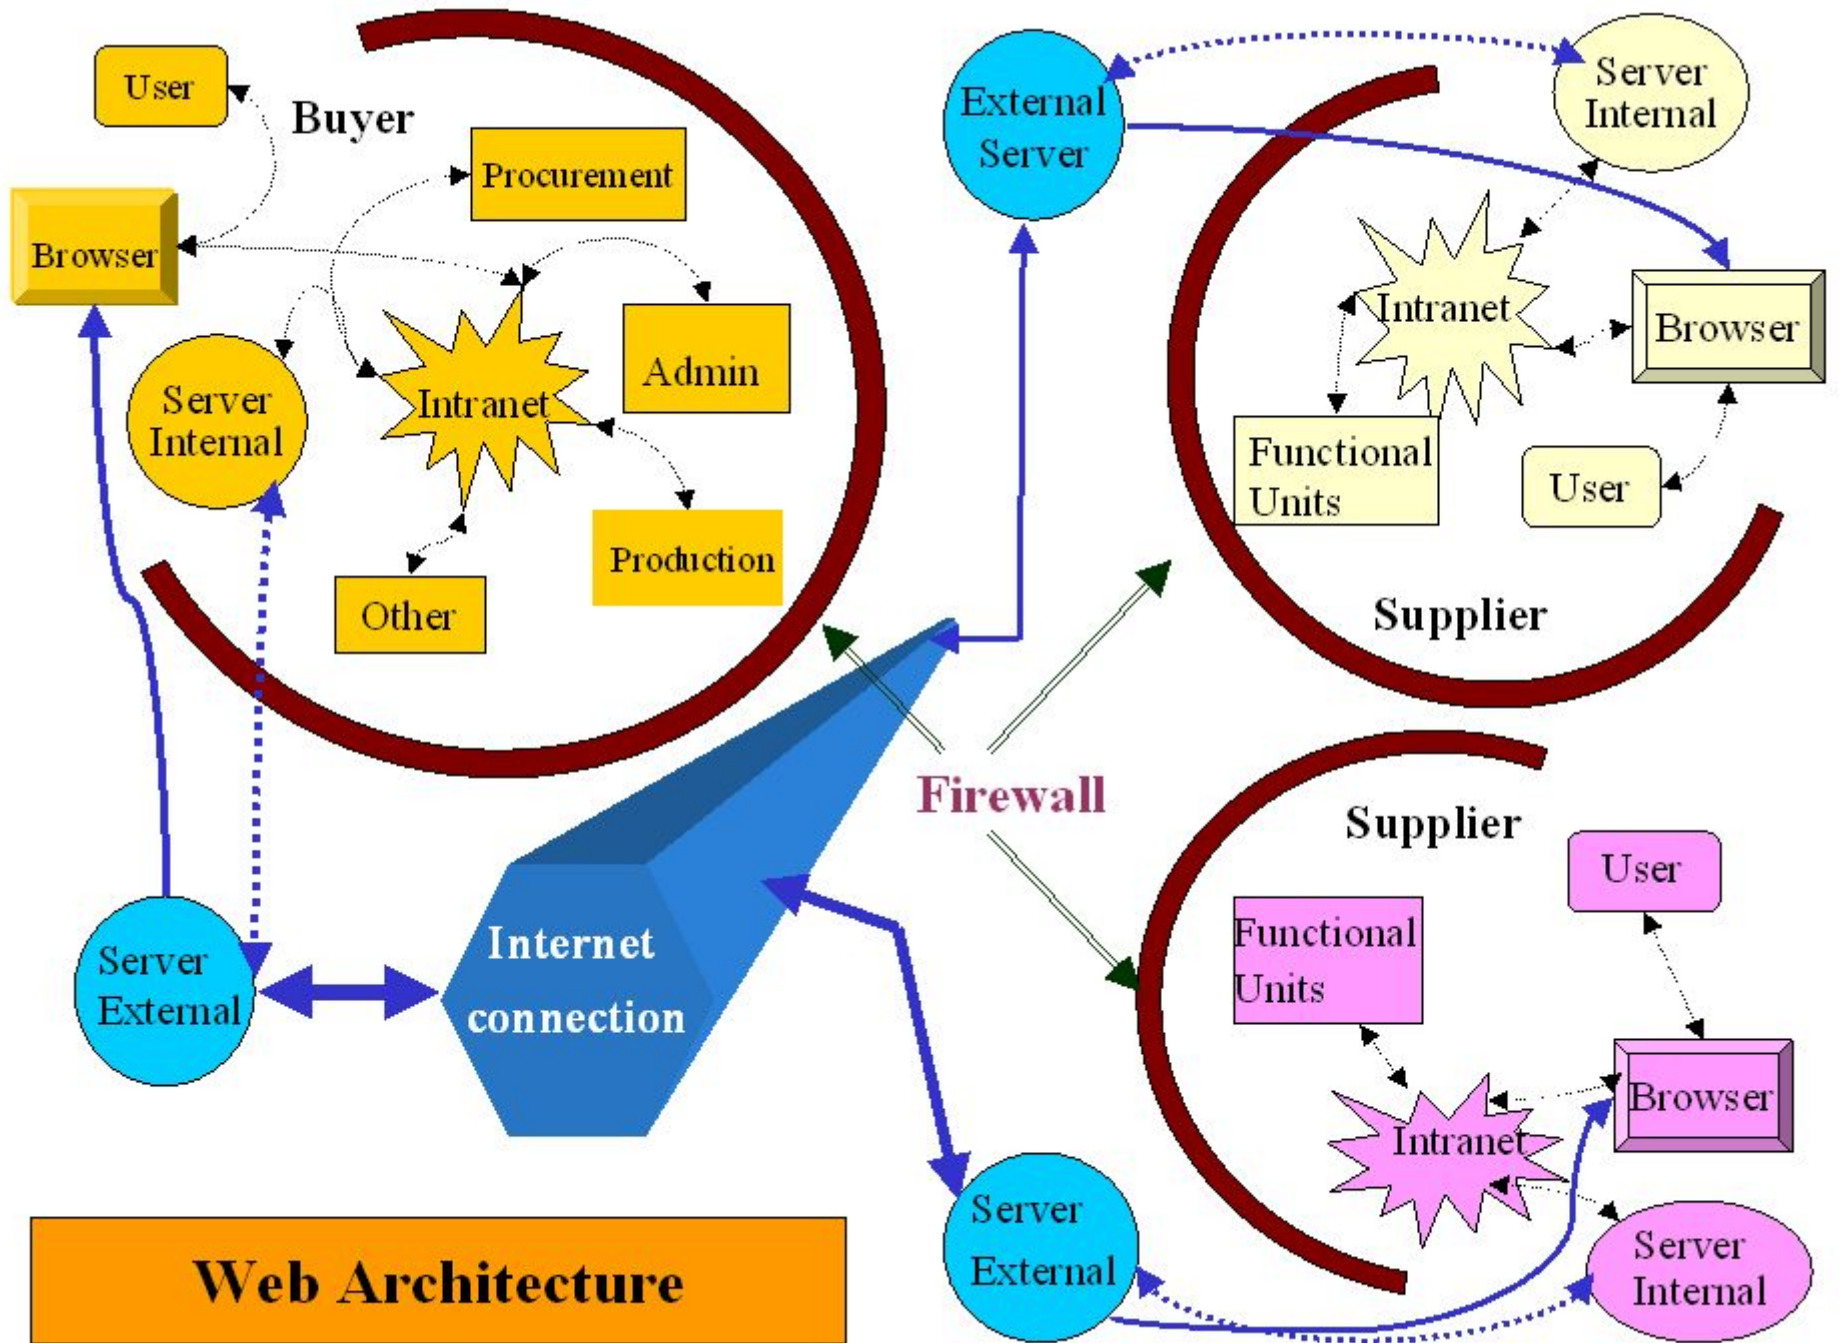 User
Buyer
Procurement
Browser
Server
Internal
Intranet
Admin
Production
Other
External
Server
Server
Internal
Intranet
Browser
Functional
Units
User
Supplier
Firewall
Supplier
User
Functional
Units
Browser
Intranet
Server
Internal
Server
External
Internet
connection
Server
External
Web Architecture